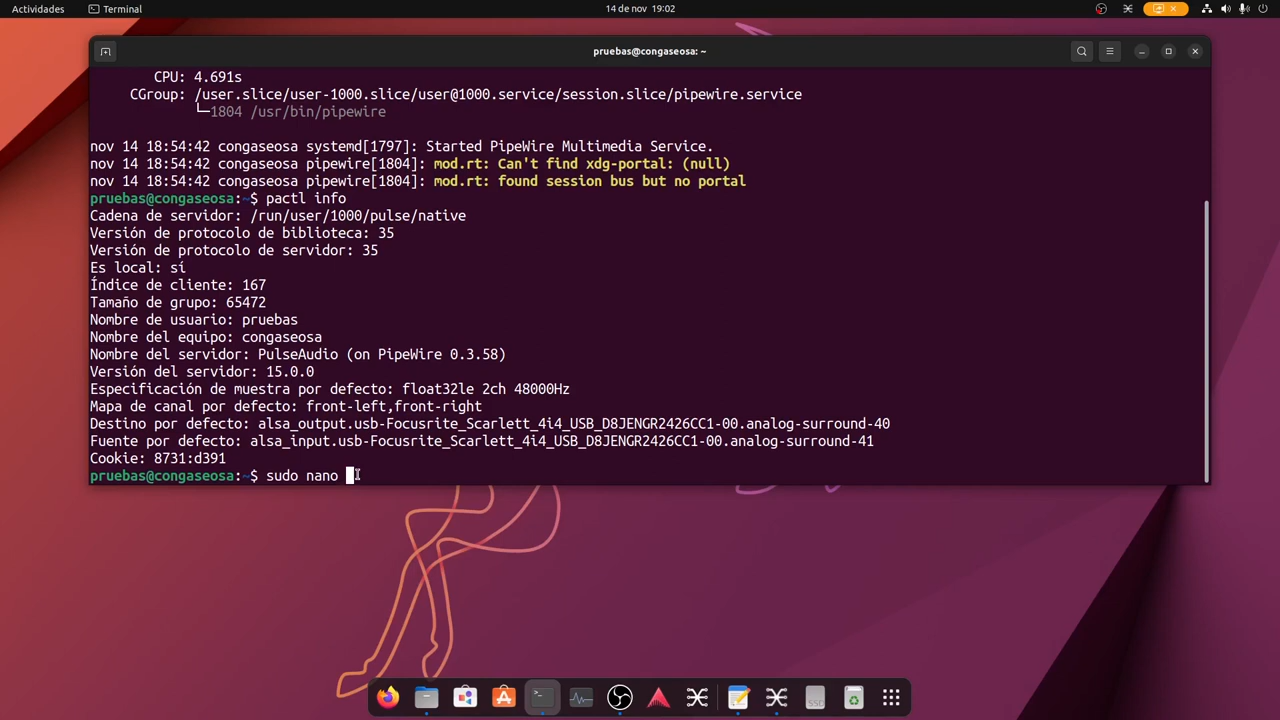 Actividades
Terminal
14 de nov 19:02
pruebas@congaseosa: ~
CPU: 4.691s
CGroup: /user.slice/user-1000.slice/user@1000.service/session.slice/pipewire.service
└─1804 /usr/bin/pipewire
nov 14 18:54:42 congaseosa systemd[1797]: Started PipeWire Multimedia Service.
nov 14 18:54:42 congaseosa pipewire[1804]: mod.rt: Can't find xdg-portal: (null)
nov 14 18:54:42 congaseosa pipewire[1804]: mod.rt: found session bus but no portal
pruebas@congaseosa:~$ pactl info
Cadena de servidor: /run/user/1000/pulse/native
Versión de protocolo de biblioteca: 35
Versión de protocolo de servidor: 35
Es local: sí
Índice de cliente: 167
Tamaño de grupo: 65472
Nombre de usuario: pruebas
Nombre del equipo: congaseosa
Nombre del servidor: PulseAudio (on PipeWire 0.3.58)
Versión del servidor: 15.0.0
Especificación de muestra por defecto: float32le 2ch 48000Hz
Mapa de canal por defecto: front-left,front-right
Destino por defecto: alsa_output.usb-Focusrite_Scarlett_4i4_USB_D8JENGR2426CC1-00.analog-surround-40
Fuente por defecto: alsa_input.usb-Focusrite_Scarlett_4i4_USB_D8JENGR2426CC1-00.analog-surround-41
Cookie: 8731:d391
pruebas@congaseosa:~$ sudo nano
SSD